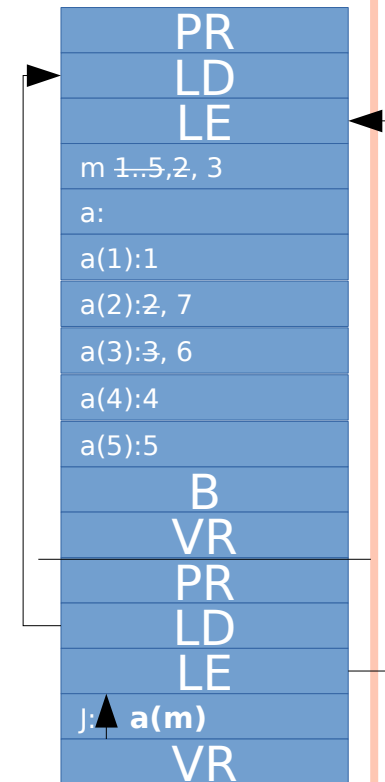 PR
LD
LE
m 1..5,2, 3
a:
a(1):1
a(2):2, 7
a(3):3, 6
a(4):4
a(5):5
B
VR
PR
LD
LE
J: a(m)
VR